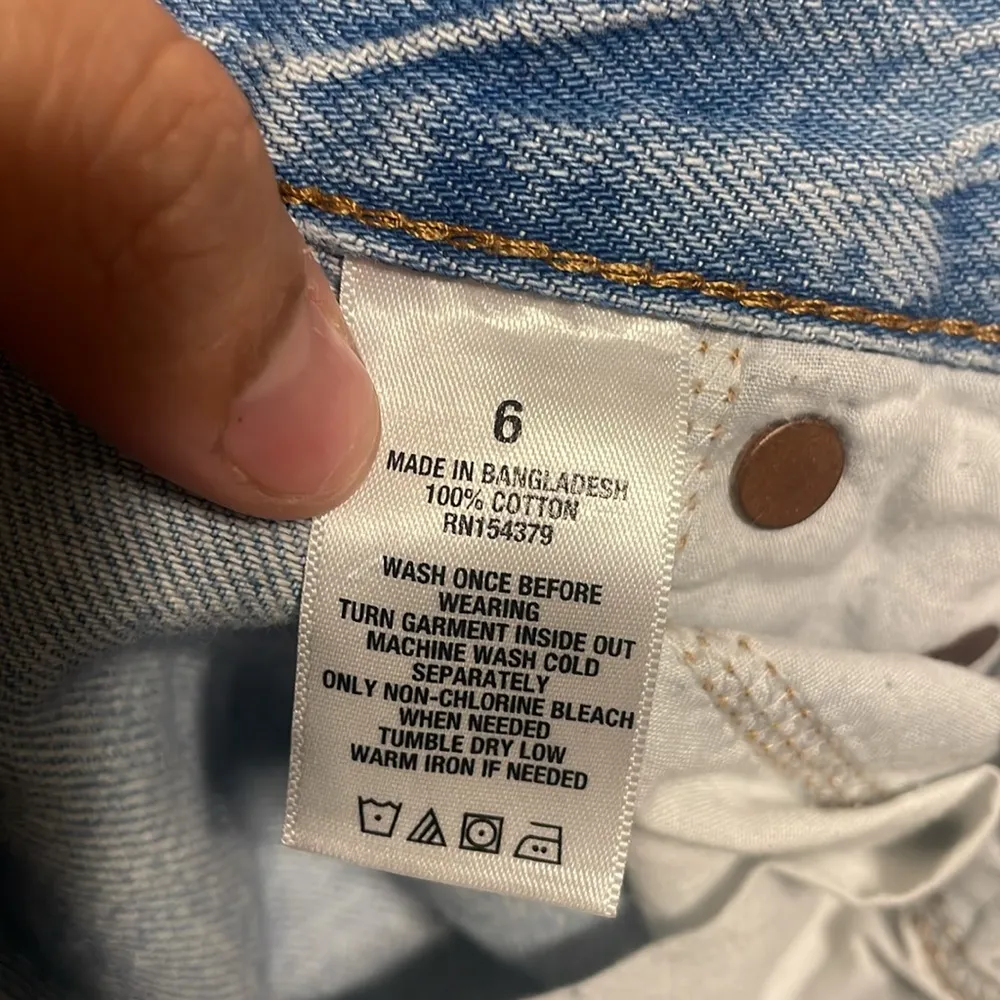 6
MADE IN BANGLADESH
100% COTTON
RN154379
WASH ONCE BEFORE
WEARING
TURN GARMENT INSIDE OUT
MACHINE WASH COLD
SEPARATELY
ONLY NON-CHLORINE BLEACH
WHEN NEEDED
TUMBLE DRY LOW
WARM IRON IF NEEDED